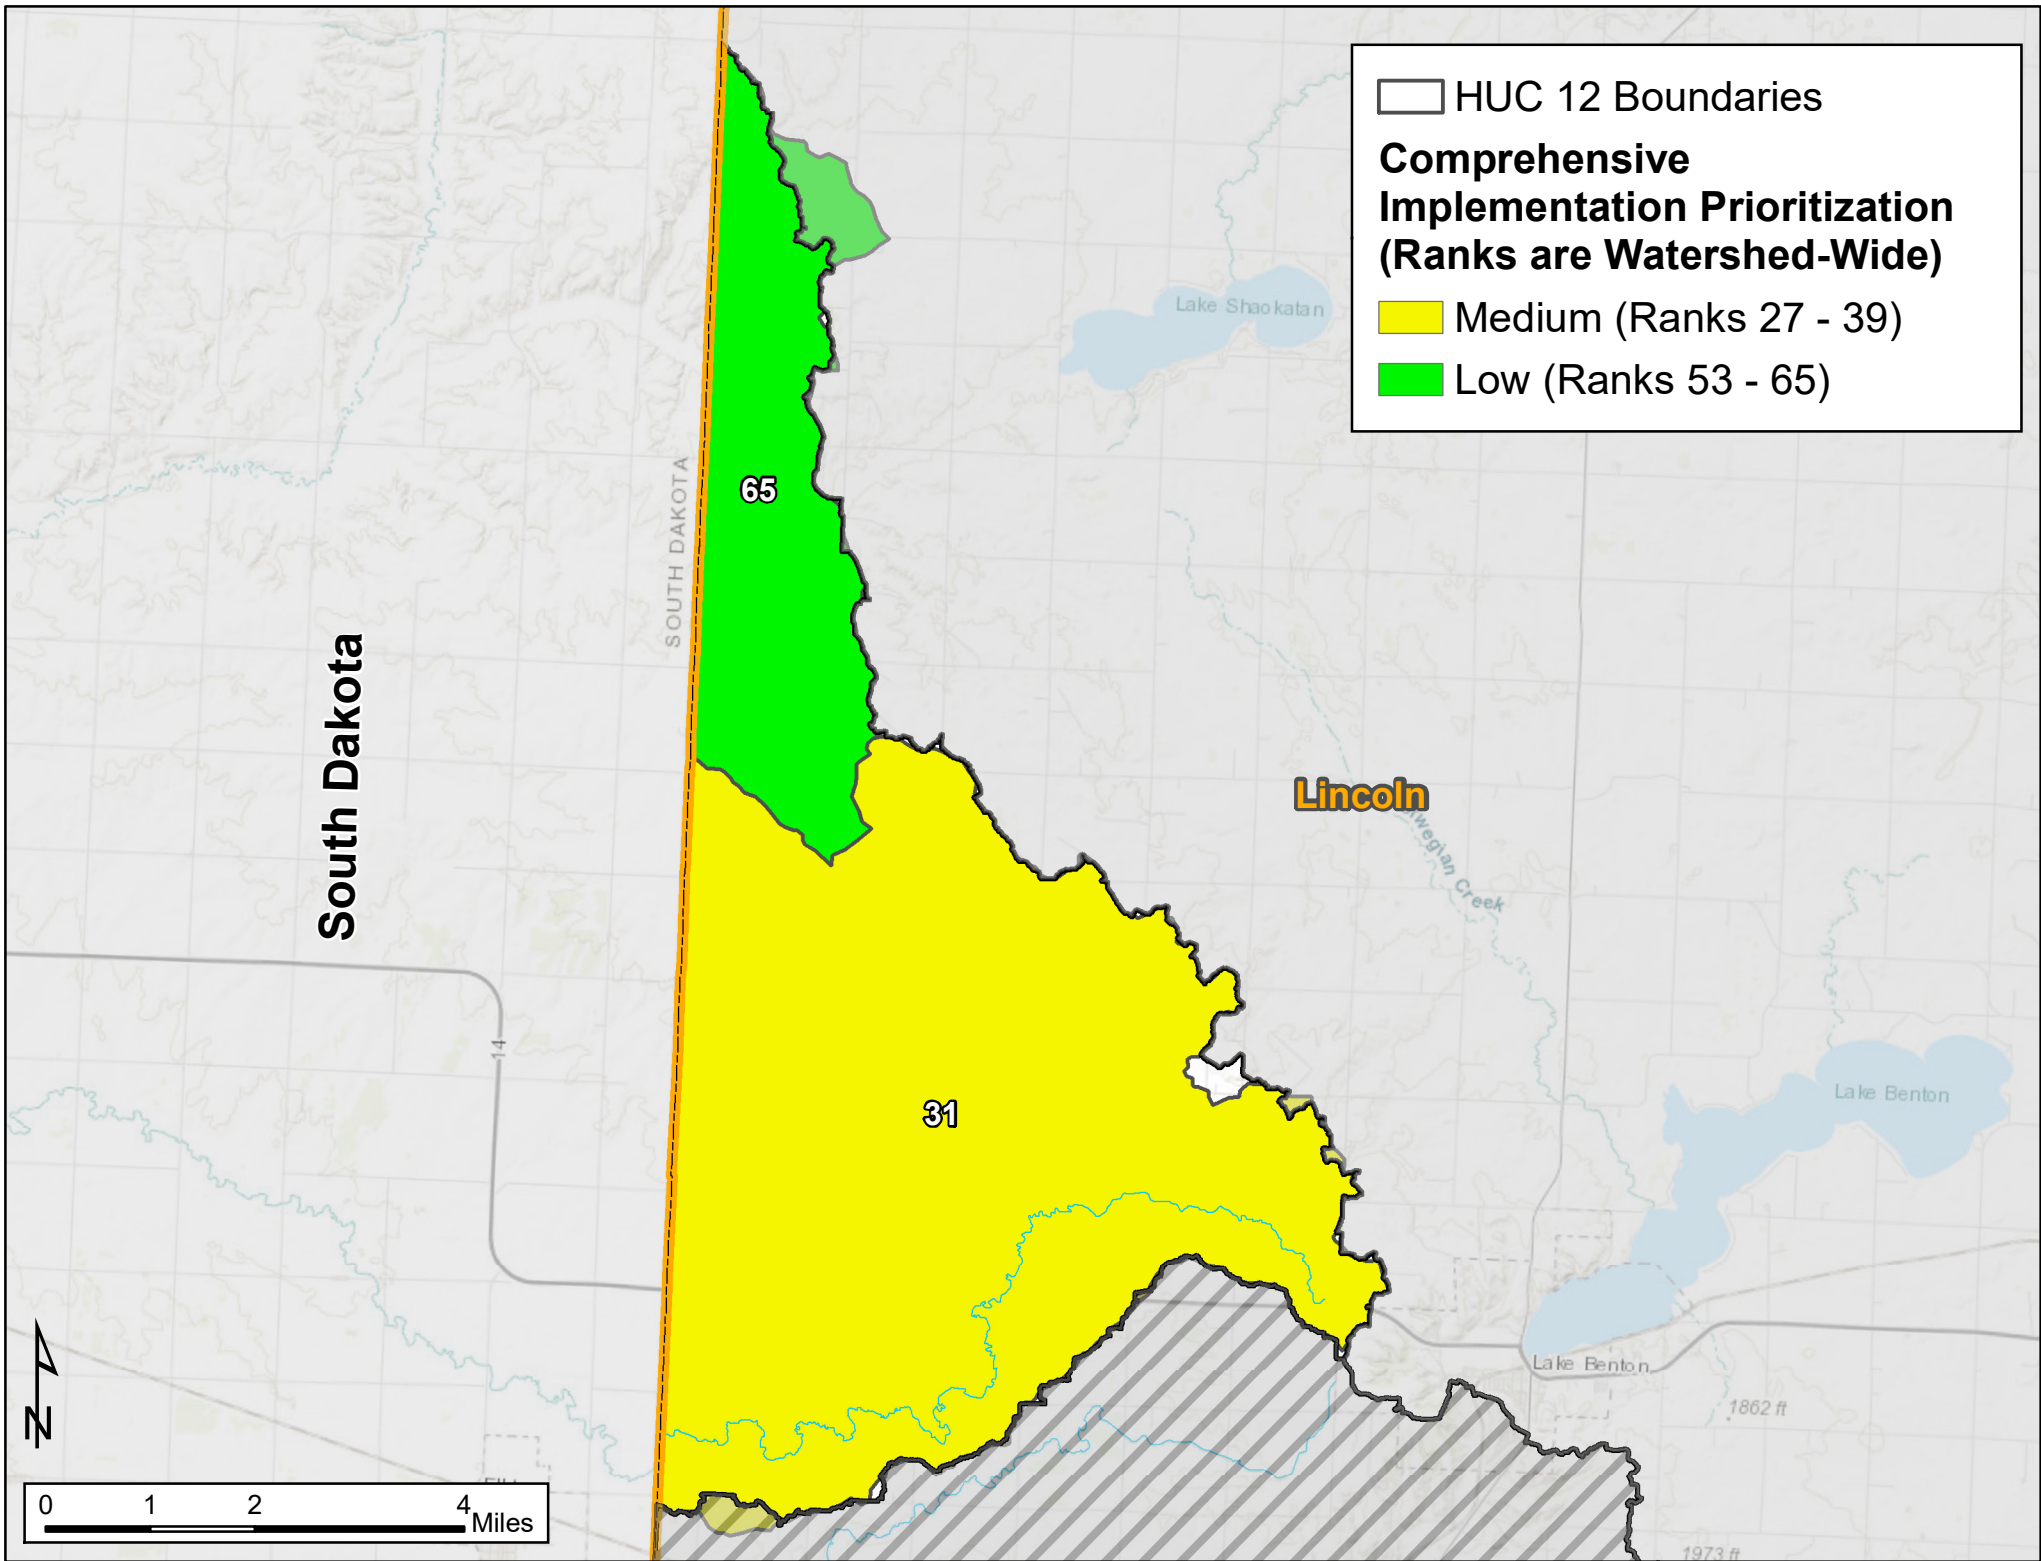 HUC 12 Boundaries
Comprehensive
Implementation Prioritization
(Ranks are Watershed-Wide)
Medium (Ranks 27 - 39)
Low (Ranks 53 - 65)
Lake Shaokatan
65
SOUTH DAKOTA
South Dakota
Lincoln
Creek
14
31
Lake Benton
Lake Benton
1862 ft
N
0 1 2 4 Miles
1973 ft